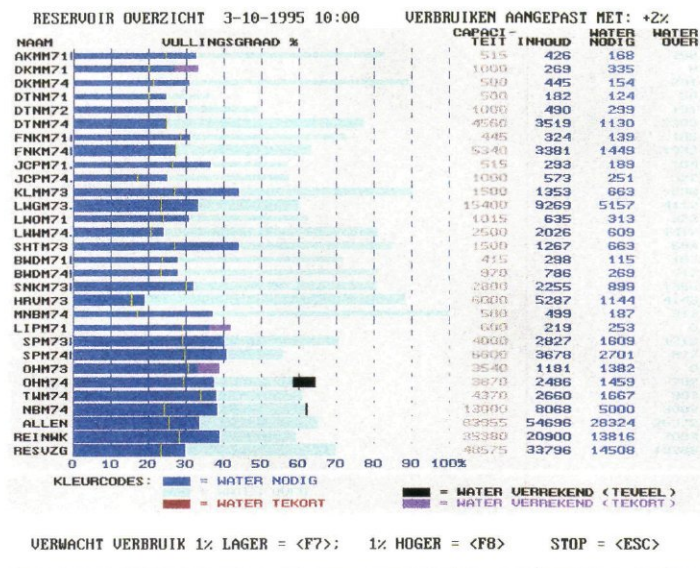 RESERVOIR OVERZICHT 3-10-1995 10:00 VERBRUIKEN AANGEPAST MET: +2%
NAAM VULLINGSGRAAD % CAPACI-TEIT INHOUD WATER NODIG WATER OVER
AKMM71 515 426 168
DKMM71 1000 269 335
DKMM74 500 445 154
DTNM71 500 182 124
DTNM72 1000 490 299
DTNM74 4560 3519 1130
FNKM71 445 324 139
FNKM74 5340 3381 1449
JCPM71 515 293 189
JCPM74 1000 573 251
KLMM73 1500 1353 663
LWGM73 15400 9269 5157
LWOM71 1015 635 313
LWWM74 2500 2026 609
SHTM73 1500 1267 663
BWDM71 415 298 115
BWDM74 970 786 269
SNKM73 2800 2255 899
HRVM73 6000 5287 1144
MNBM74 500 499 187
LIPM71 600 219 253
SPM73 4000 2827 1609
SPM74 6600 3678 2701
OHM73 3540 1181 1382
OHM74 3870 2486 1459
TWM74 4370 2660 1667
NBM74 13000 8068 5000
ALLEN 83955 54696 28324
REINWK 35380 20900 13816
RESVZG 48575 33796 14508
0 10 20 30 40 50 60 70 80 90 100%
KLEURCODES: = WATER NODIG
= WATER TEKORT
= WATER VERREKEND (TEVEEL)
= WATER VERREKEND (TEKORT)
VERWACHT VERBRUIK 1% LAGER = <F7>; 1% HOGER = <F8> STOP = <ESC>